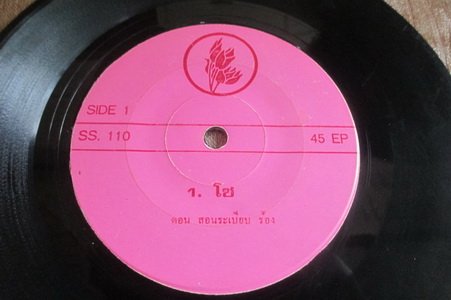 SIDE 1
SS. 110
45 EP
๑. โซ
ตอน สอนระเบียบ ร้อง